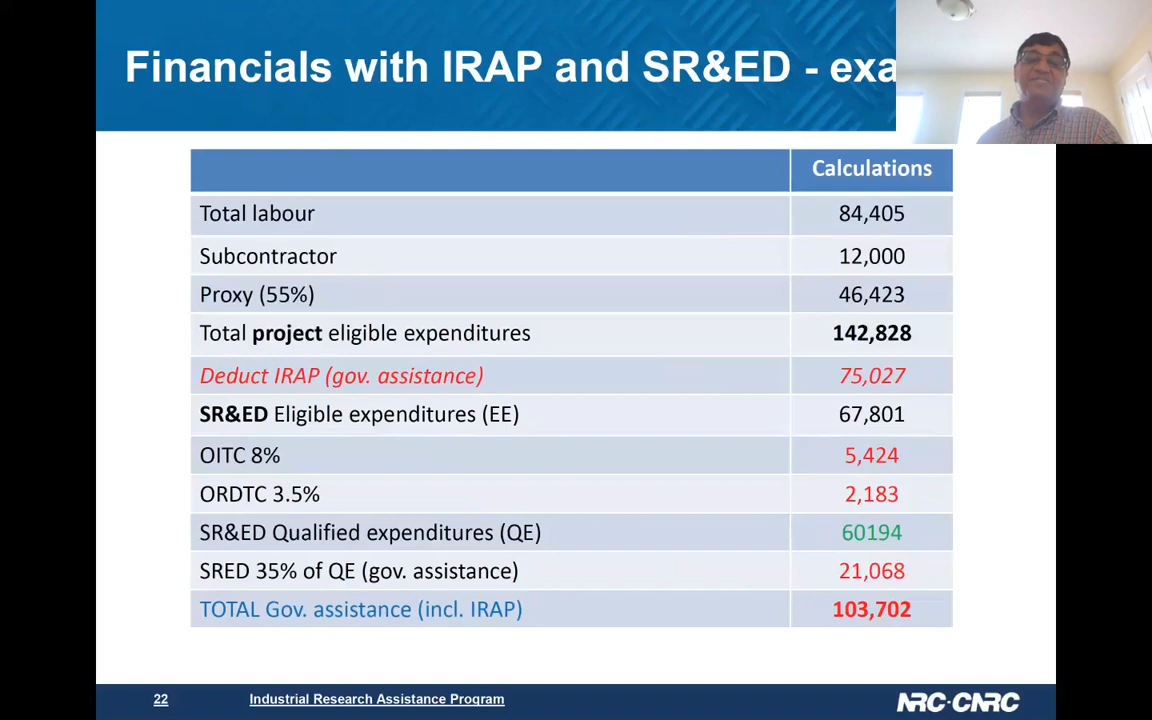 Financials with IRAP and SR&ED - exa
Calculations
Total labour 84,405
Subcontractor 12,000
Proxy (55%) 46,423
Total project eligible expenditures 142,828
Deduct IRAP (gov. assistance) 75,027
SR&ED Eligible expenditures (EE) 67,801
OITC 8% 5,424
ORDTC 3.5% 2,183
SR&ED Qualified expenditures (QE) 60194
SRED 35% of QE (gov. assistance) 21,068
TOTAL Gov. assistance (incl. IRAP) 103,702
22 Industrial Research Assistance Program NRC·CNRC